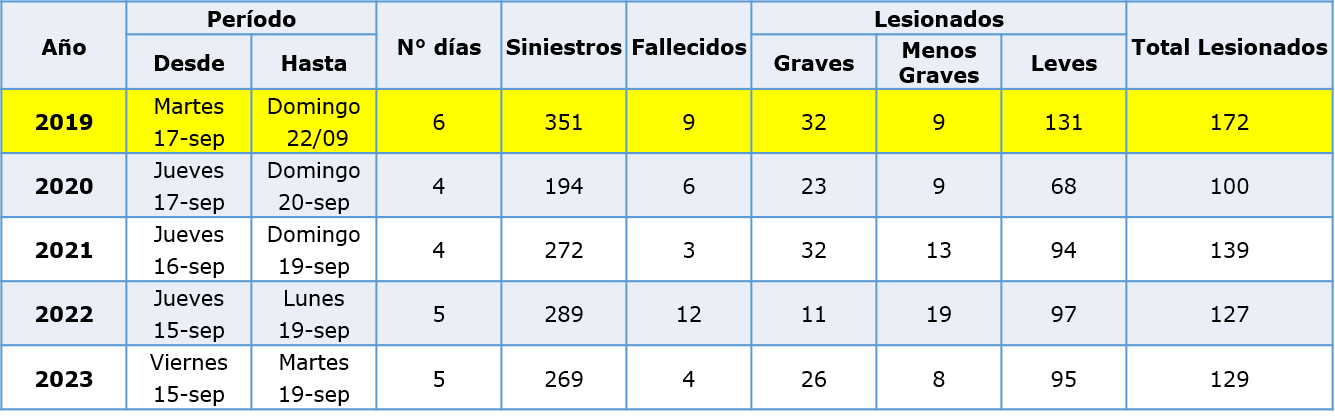 Año Período N° días Siniestros Fallecidos Lesionados Total Lesionados
Desde Hasta Graves Menos Graves Leves
2019 Martes 17-sep Domingo 22/09 6 351 9 32 9 131 172
2020 Jueves 17-sep Domingo 20-sep 4 194 6 23 9 68 100
2021 Jueves 16-sep Domingo 19-sep 4 272 3 32 13 94 139
2022 Jueves 15-sep Lunes 19-sep 5 289 12 11 19 97 127
2023 Viernes 15-sep Martes 19-sep 5 269 4 26 8 95 129